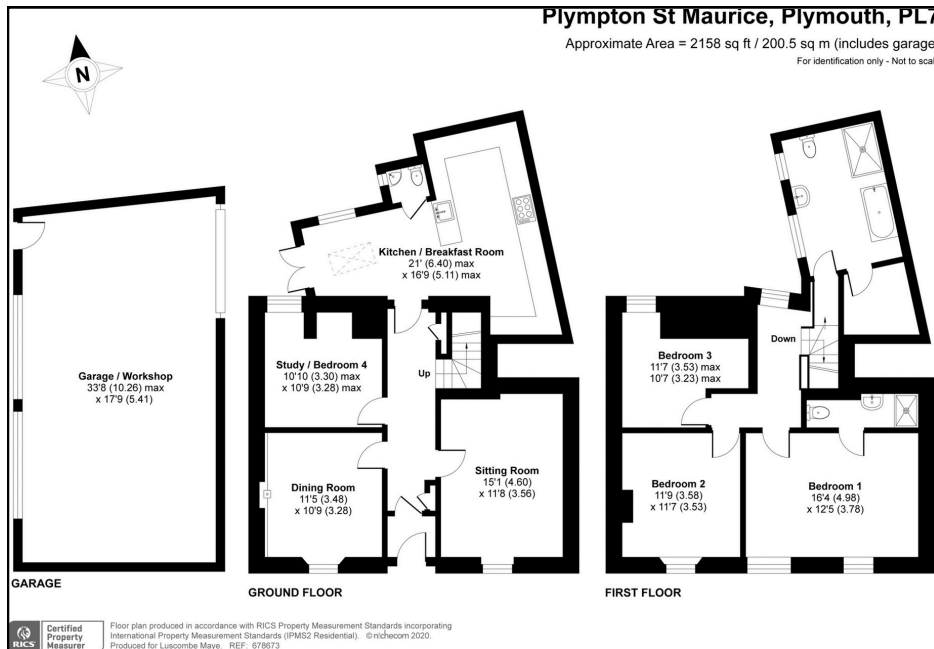 Plympton St Maurice, Plymouth, PL7
Approximate Area = 2158 sq ft / 200.5 sq m (includes garage
For identification only - Not to scal
N
Kitchen / Breakfast Room
21' (6.40) max
x 16'9 (5.11) max
Garage / Workshop
33'8 (10.26) max
x 17'9 (5.41)
Study / Bedroom 4
10'10 (3.30) max
x 10'9 (3.28) max
Up
Dining Room
11'5 (3.48)
x 10'9 (3.28)
Sitting Room
15'1 (4.60)
x 11'8 (3.56)
Down
Bedroom 3
11'7 (3.53) max
10'7 (3.23) max
Bedroom 2
11'9 (3.58)
x 11'7 (3.53)
Bedroom 1
16'4 (4.98)
x 12'5 (3.78)
GARAGE
GROUND FLOOR
FIRST FLOOR
RICS
Certified
Property
Measurer
Floor plan produced in accordance with RICS Property Measurement Standards incorporating
International Property Measurement Standards (IPMS2 Residential). © nichecom 2020.
Produced for Luscombe Maye. REF: 678673